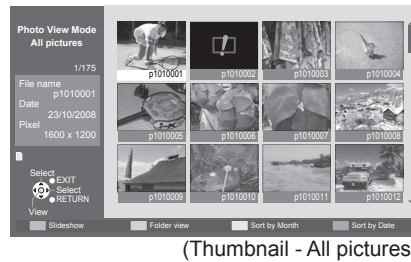 Photo View Mode
All pictures
1/175
File name
p1010001
Date
23/10/2008
Pixel
1600 x 1200
Select
EXIT
Select
RETURN
View
p1010001
p1010002
p1010003
p1010004
p1010005
p1010006
p1010007
p1010008
p1010009
p1010010
p1010011
p1010012
Slideshow
Folder view
Sort by Month
Sort by Date
(Thumbnail - All pictures